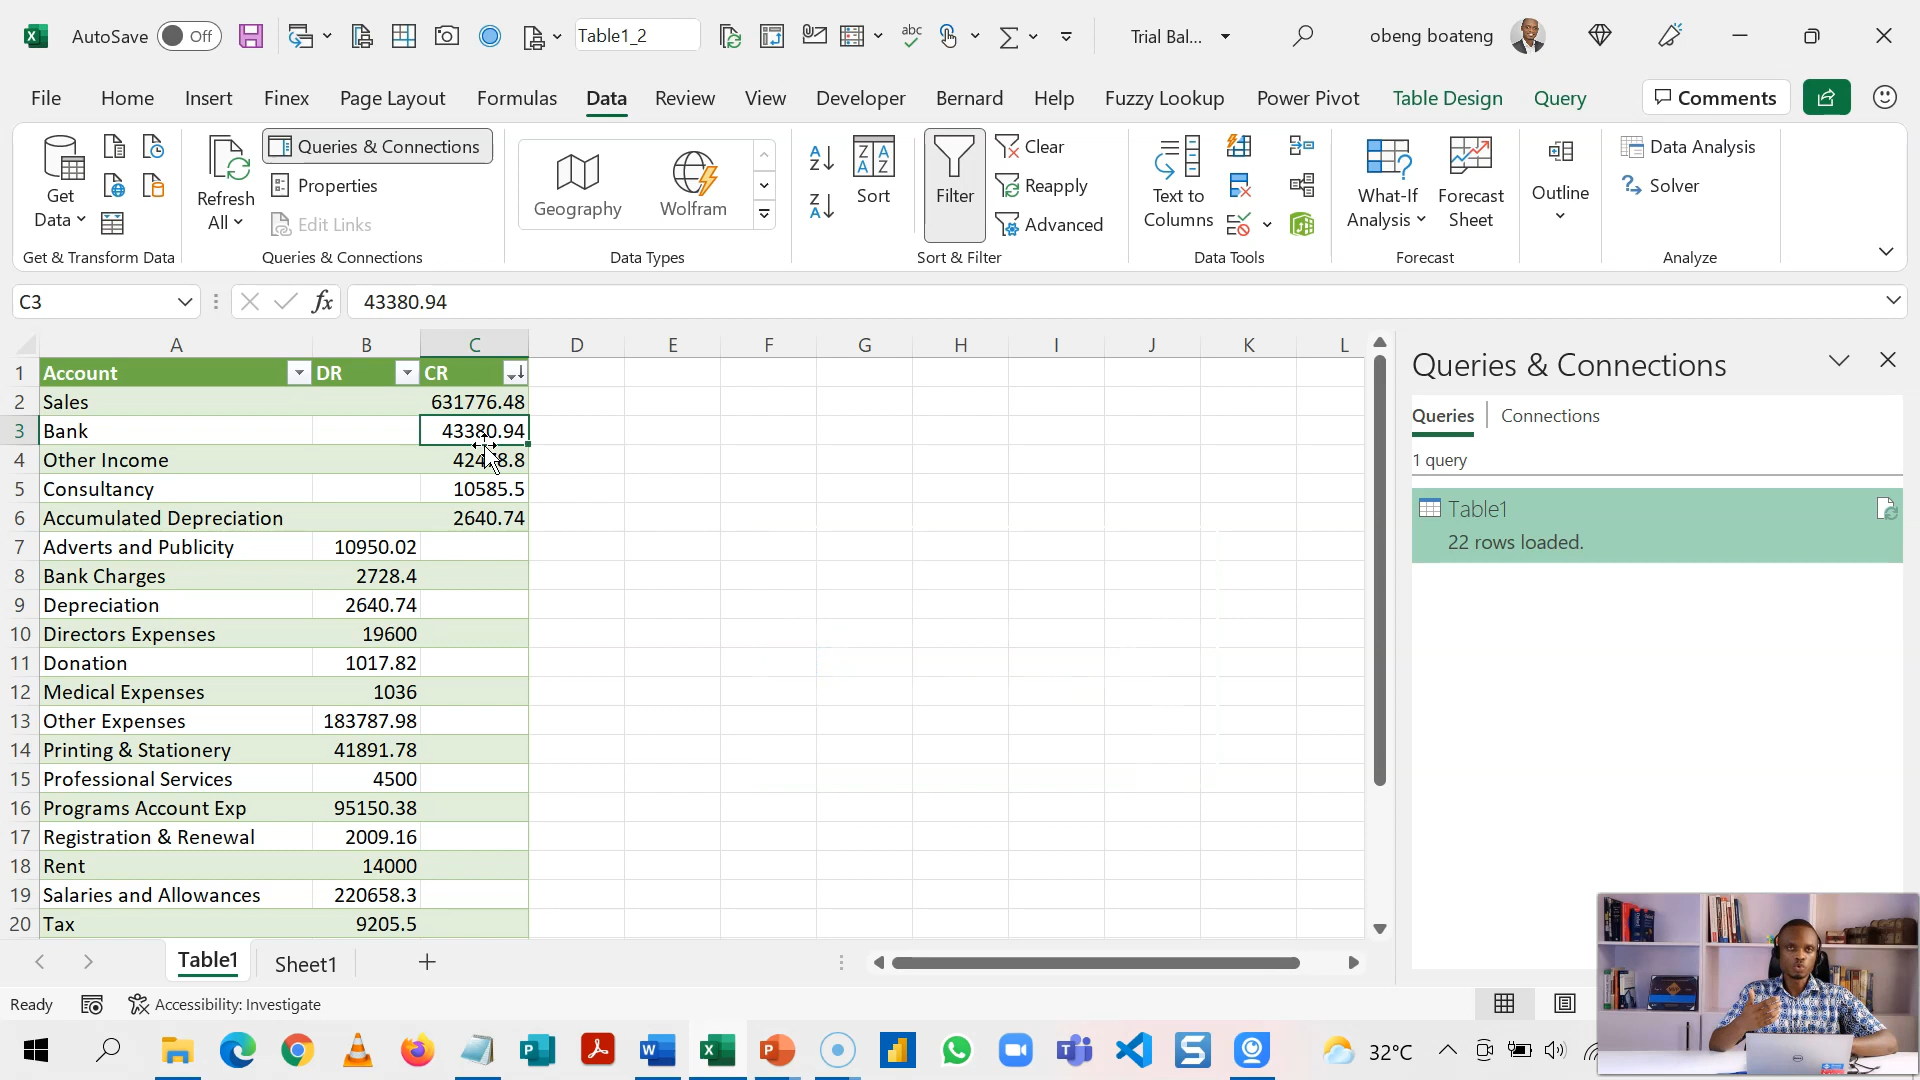 AutoSave Off Table1_2 abc Trial Bal... obeng boateng
File Home Insert Finex Page Layout Formulas Data Review View Developer Bernard Help Fuzzy Lookup Power Pivot Table Design Query Comments
Get Data
Refresh All
Queries & Connections
Properties
Edit Links
Geography
Wolfram
Sort
Filter
Clear
Reapply
Advanced
Text to Columns
What-If Analysis
Forecast Sheet
Outline
Data Analysis
Solver
Get & Transform Data Queries & Connections Data Types Sort & Filter Data Tools Forecast Analyze
C3 fx 43380.94
A B C D E F G H I J K L
1 Account DR CR
2 Sales 631776.48
3 Bank 43380.94
4 Other Income
5 Consultancy 10585.5
6 Accumulated Depreciation 2640.74
7 Adverts and Publicity 10950.02
8 Bank Charges 2728.4
9 Depreciation 2640.74
10 Directors Expenses 19600
11 Donation 1017.82
12 Medical Expenses 1036
13 Other Expenses 183787.98
14 Printing & Stationery 41891.78
15 Professional Services 4500
16 Programs Account Exp 95150.38
17 Registration & Renewal 2009.16
18 Rent 14000
19 Salaries and Allowances 220658.3
20 Tax 9205.5
Queries & Connections
Queries Connections
1 query
Table1
22 rows loaded.
Table1 Sheet1
Ready Accessibility: Investigate
32°C